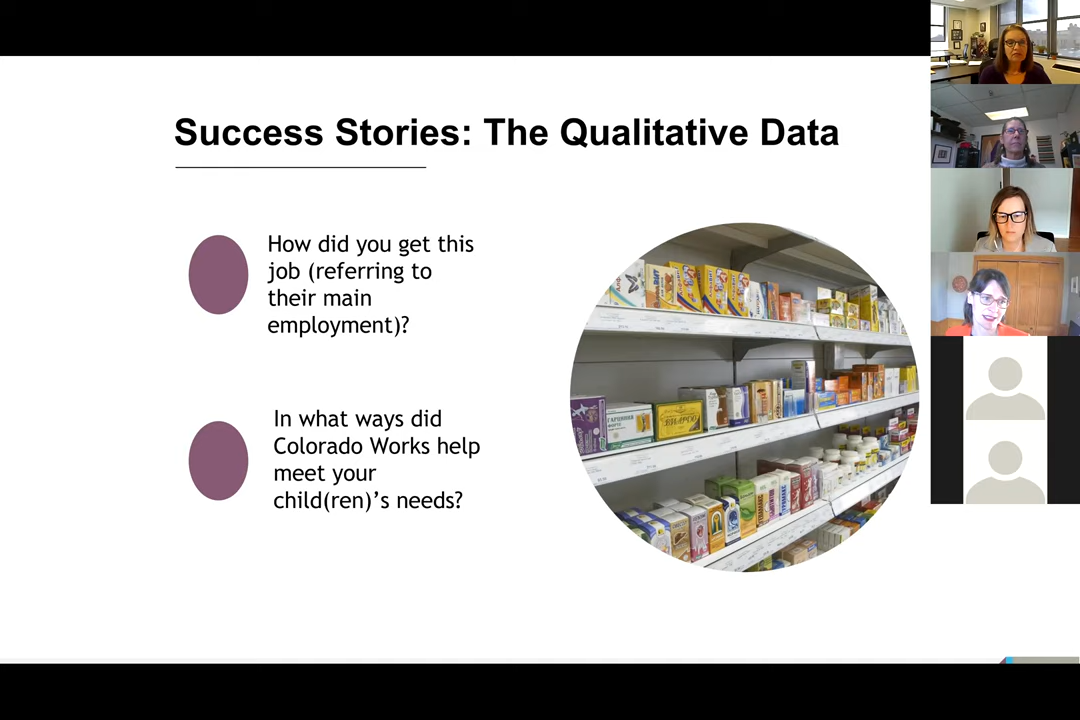 Success Stories: The Qualitative Data
How did you get this
job (referring to
their main
employment)?
In what ways did
Colorado Works help
meet your
child(ren)’s needs?